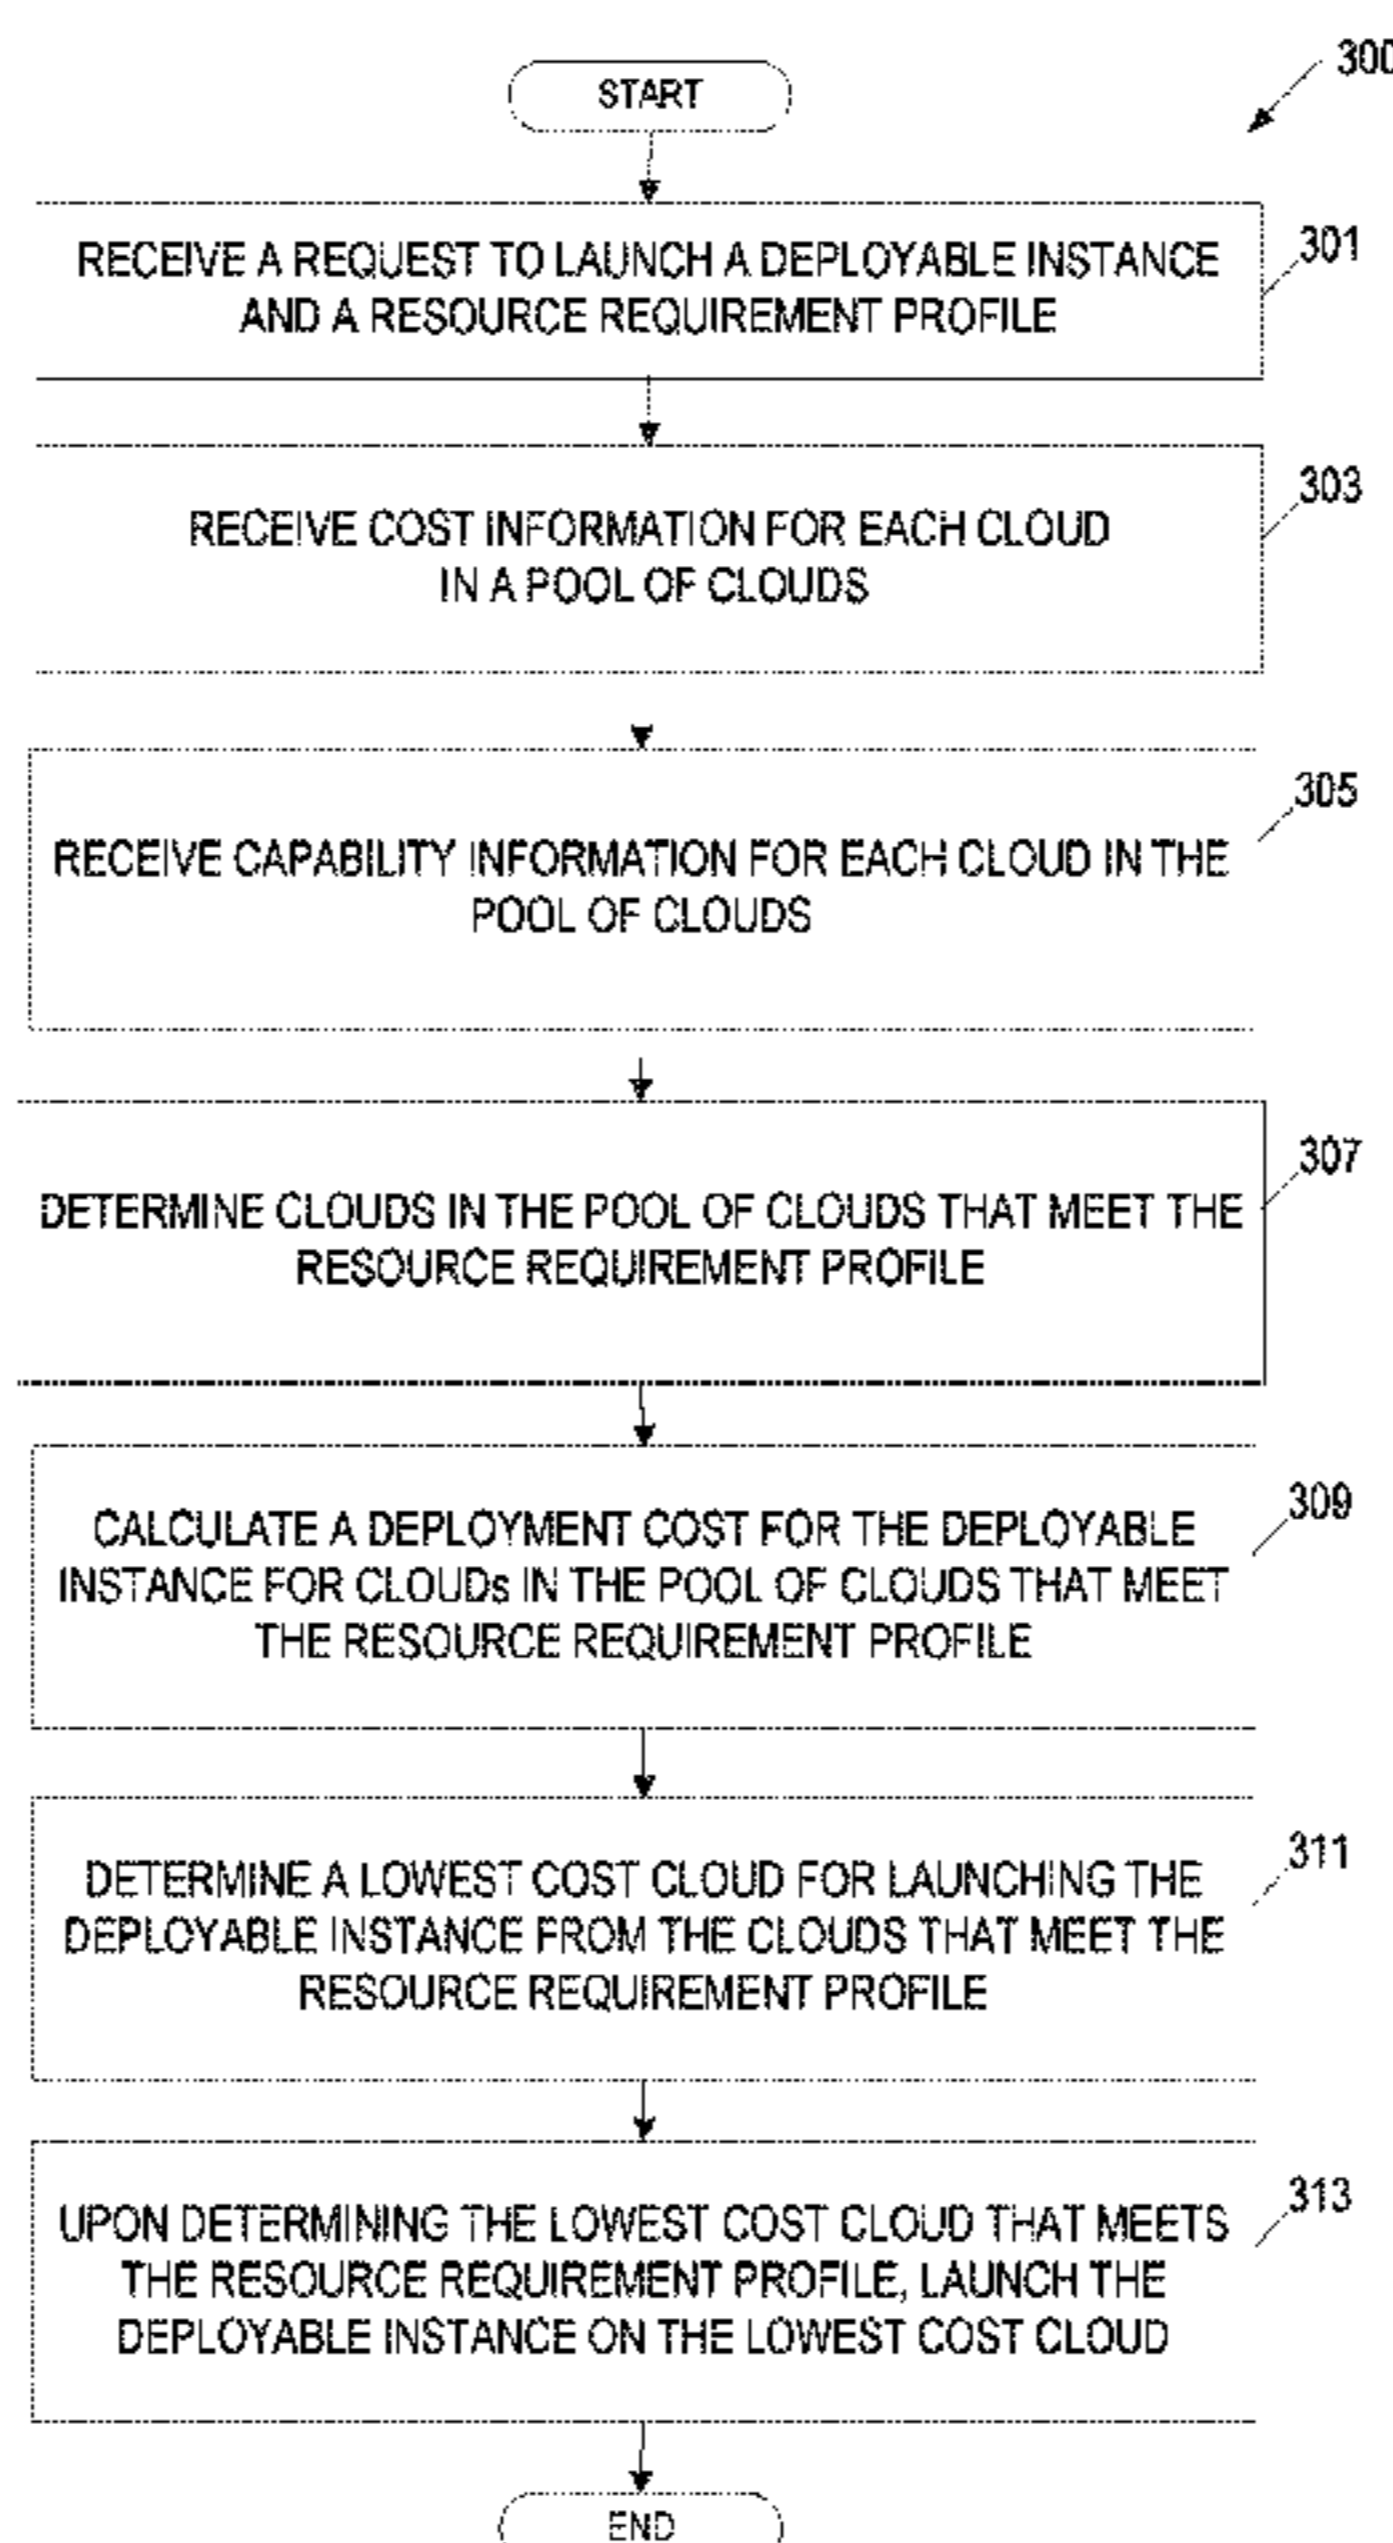 300
START
RECEIVE A REQUEST TO LAUNCH A DEPLOYABLE INSTANCE
AND A RESOURCE REQUIREMENT PROFILE
301
RECEIVE COST INFORMATION FOR EACH CLOUD
IN A POOL OF CLOUDS
303
RECEIVE CAPABILITY INFORMATION FOR EACH CLOUD IN THE
POOL OF CLOUDS
305
DETERMINE CLOUDS IN THE POOL OF CLOUDS THAT MEET THE
RESOURCE REQUIREMENT PROFILE
307
CALCULATE A DEPLOYMENT COST FOR THE DEPLOYABLE
INSTANCE FOR CLOUDs IN THE POOL OF CLOUDS THAT MEET
THE RESOURCE REQUIREMENT PROFILE
309
DETERMINE A LOWEST COST CLOUD FOR LAUNCHING THE
DEPLOYABLE INSTANCE FROM THE CLOUDS THAT MEET THE
RESOURCE REQUIREMENT PROFILE
311
UPON DETERMINING THE LOWEST COST CLOUD THAT MEETS
THE RESOURCE REQUIREMENT PROFILE, LAUNCH THE
DEPLOYABLE INSTANCE ON THE LOWEST COST CLOUD
313
END